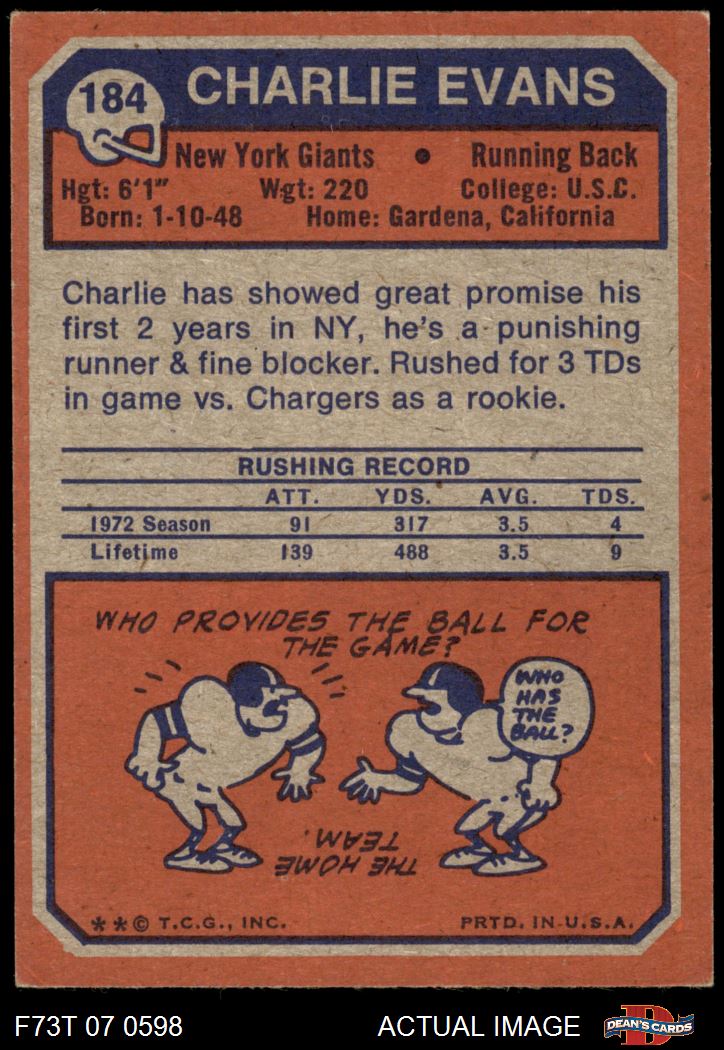 184
CHARLIE EVANS
New York Giants • Running Back
Hgt: 6'1" Wgt: 220 College: U.S.C.
Born: 1-10-48 Home: Gardena, California
Charlie has showed great promise his
first 2 years in NY, he's a punishing
runner & fine blocker. Rushed for 3 TDs
in game vs. Chargers as a rookie.
RUSHING RECORD
ATT. YDS. AVG. TDS.
1972 Season 91 317 3.5 4
Lifetime 139 488 3.5 9
WHO PROVIDES THE BALL FOR
THE GAME?
WHO
HAS
THE
BALL?
THE HOME
TEAM.
**© T.C.G., INC. PRTD. IN U.S.A.
F73T 07 0598 ACTUAL IMAGE
D
DEAN'S CARDS